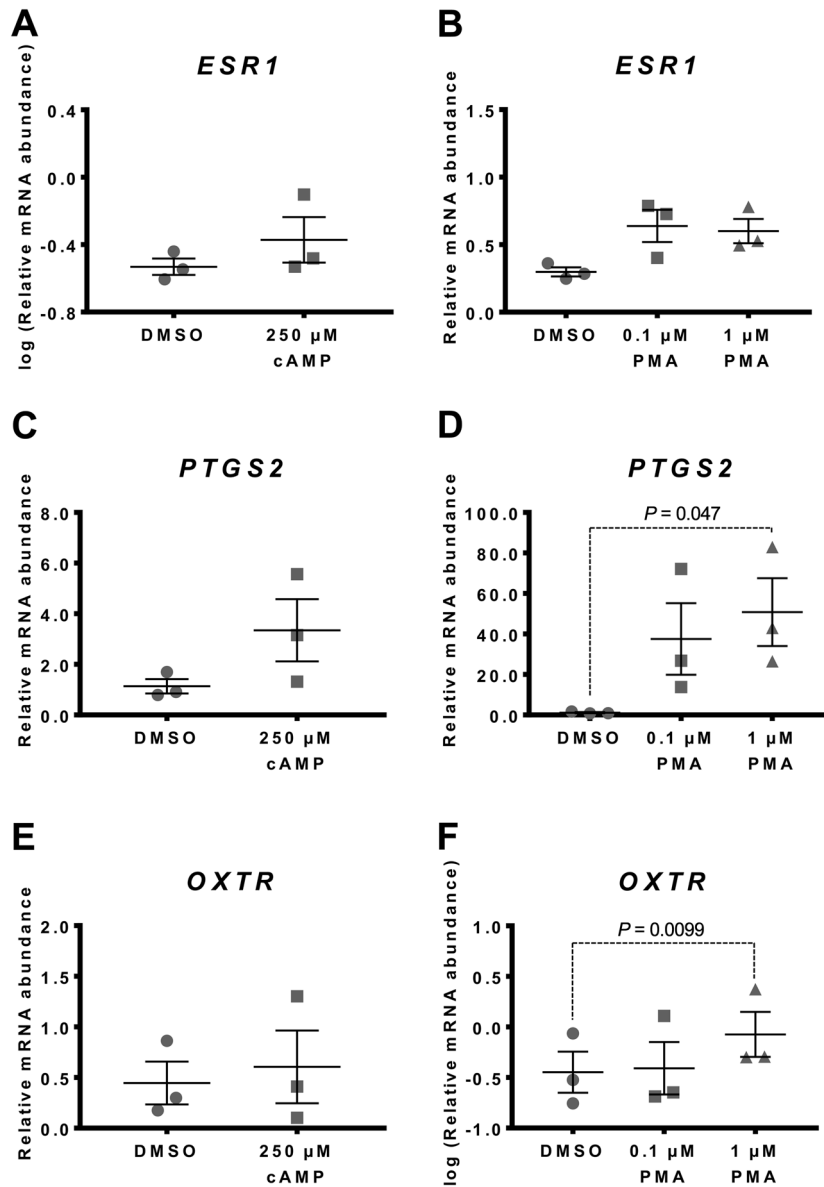 A
ESR1
log (Relative mRNA abundance)
0.4
0.0
-0.4
-0.8
DMSO
250 µM
cAMP
B
ESR1
Relative mRNA abundance
1.5
1.0
0.5
0.0
DMSO
0.1 µM
PMA
1 µM
PMA
C
PTGS2
Relative mRNA abundance
8.0
6.0
4.0
2.0
0.0
DMSO
250 µM
cAMP
D
PTGS2
Relative mRNA abundance
100.0
80.0
60.0
40.0
20.0
0.0
P = 0.047
DMSO
0.1 µM
PMA
1 µM
PMA
E
OXTR
Relative mRNA abundance
2.0
1.5
1.0
0.5
0.0
DMSO
250 µM
cAMP
F
OXTR
log (Relative mRNA abundance)
1.0
0.5
0.0
-0.5
-1.0
P = 0.0099
DMSO
0.1 µM
PMA
1 µM
PMA